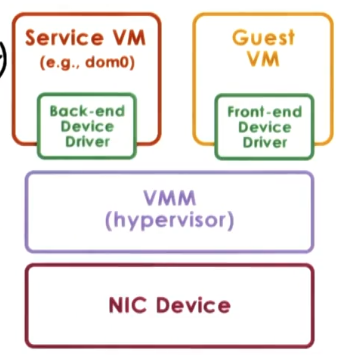 Service VM
(e.g., dom0)
Back-end
Device
Driver
Guest
VM
Front-end
Device
Driver
VMM
(hypervisor)
NIC Device